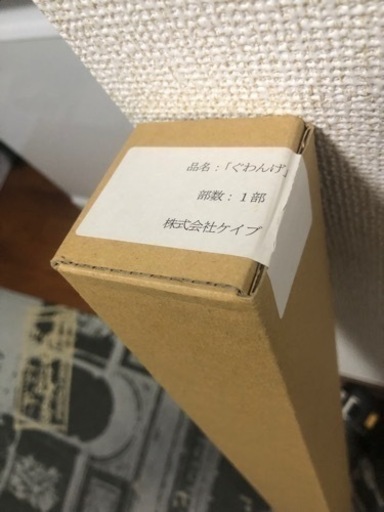 品名：「ぐわんげ」
部数：１部
株式会社ケイブ